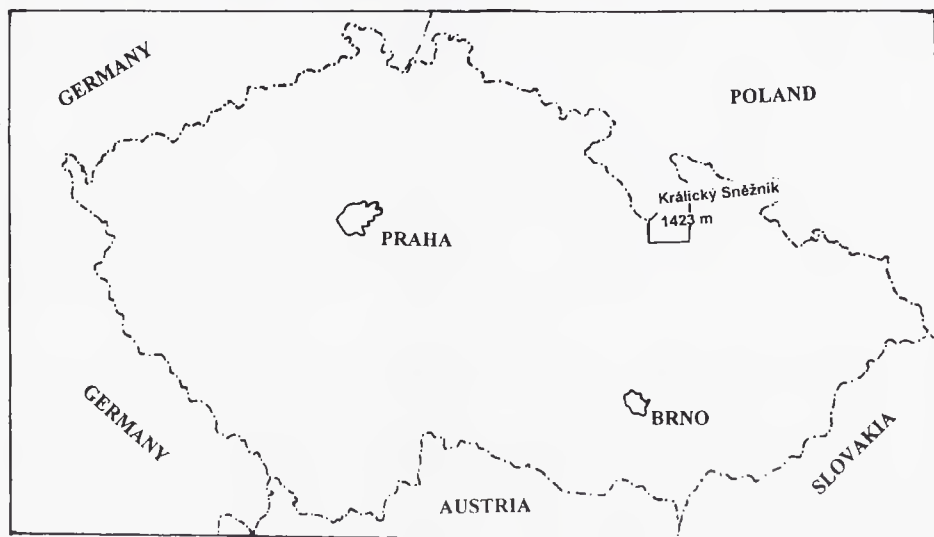 GERMANY
POLAND
Králický Sněžník
1423 m
PRAHA
GERMANY
BRNO
SLOVAKIA
AUSTRIA